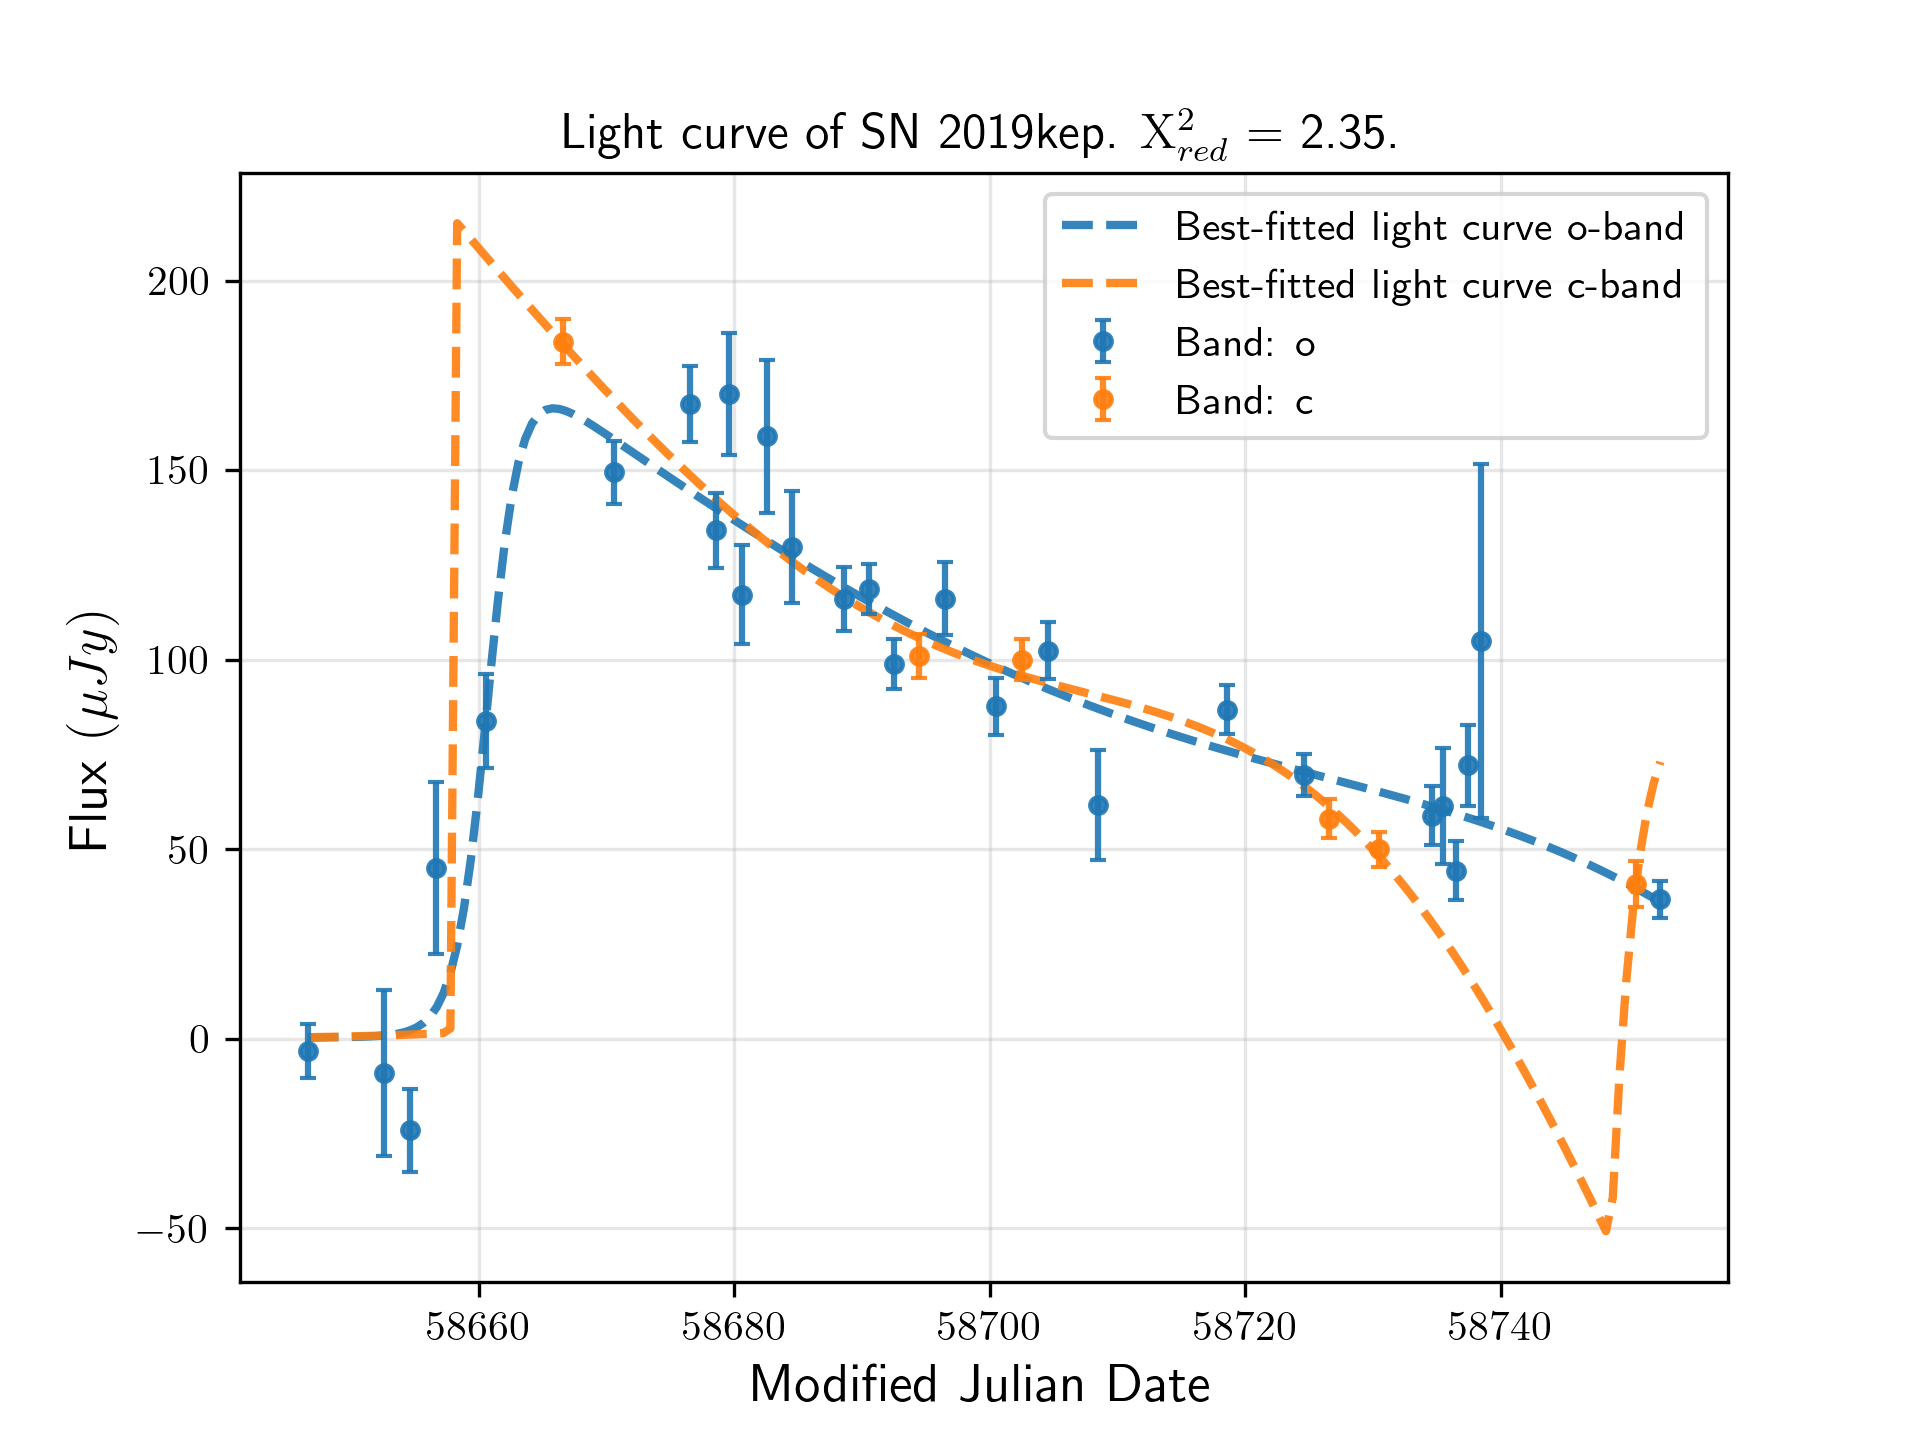 Light curve of SN 2019kep. X²_red = 2.35.
Best-fitted light curve o-band
Best-fitted light curve c-band
Band: o
Band: c
Flux (μJy)
200
150
100
50
0
−50
58660 58680 58700 58720 58740
Modified Julian Date